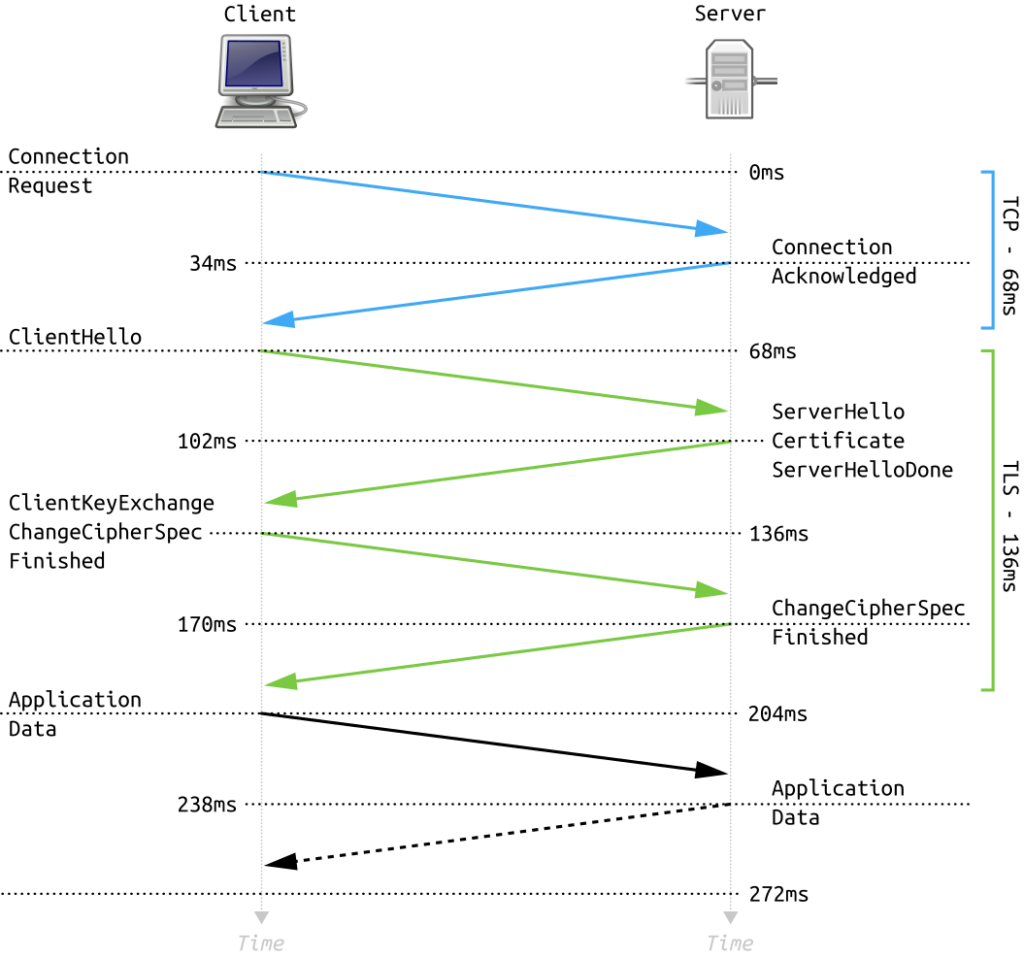 Client
Server
Connection
Request
0ms
TCP - 68ms
34ms
Connection
Acknowledged
ClientHello
68ms
TLS - 136ms
102ms
ServerHello
Certificate
ServerHelloDone
ClientKeyExchange
ChangeCipherSpec
Finished
136ms
170ms
ChangeCipherSpec
Finished
Application
Data
204ms
238ms
Application
Data
272ms
Time
Time